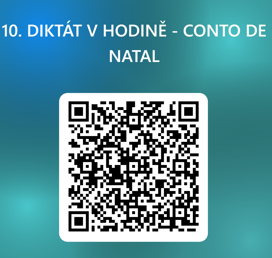 10. DIKTÁT V HODINĚ - CONTO DE
NATAL